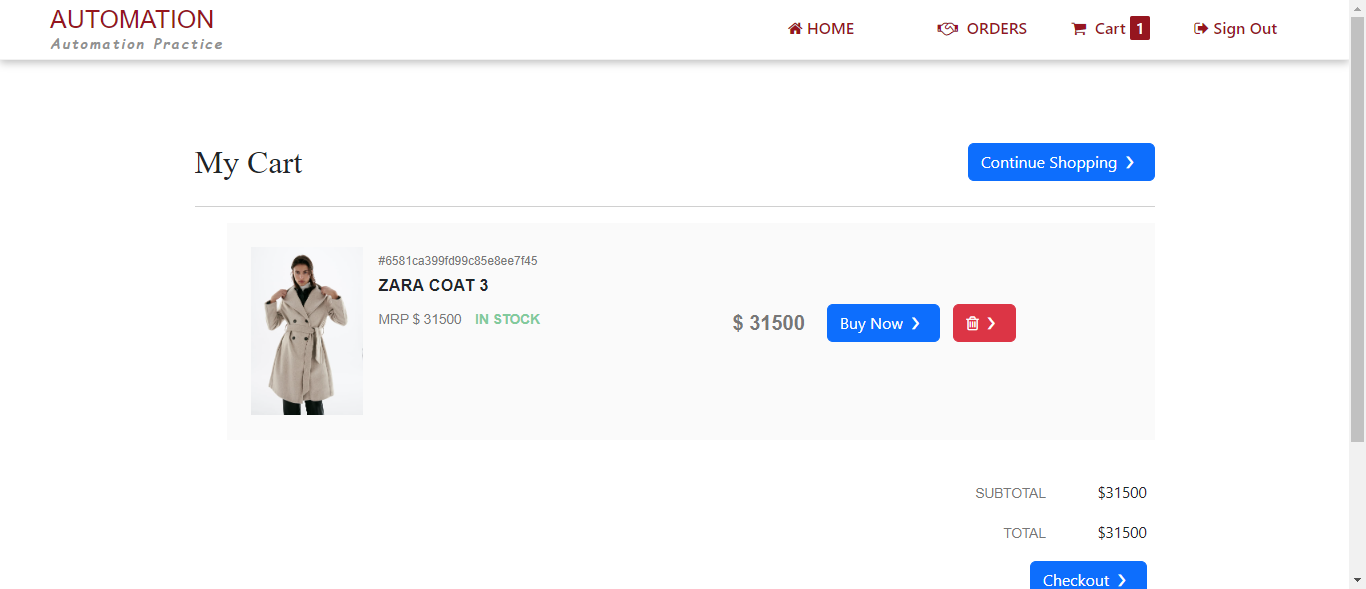 AUTOMATION
Automation Practice
HOME
ORDERS
Cart 1
Sign Out
My Cart
Continue Shopping
#6581ca399fd99c85e8ee7f45
ZARA COAT 3
MRP $ 31500 IN STOCK
$ 31500
Buy Now
SUBTOTAL $31500
TOTAL $31500
Checkout